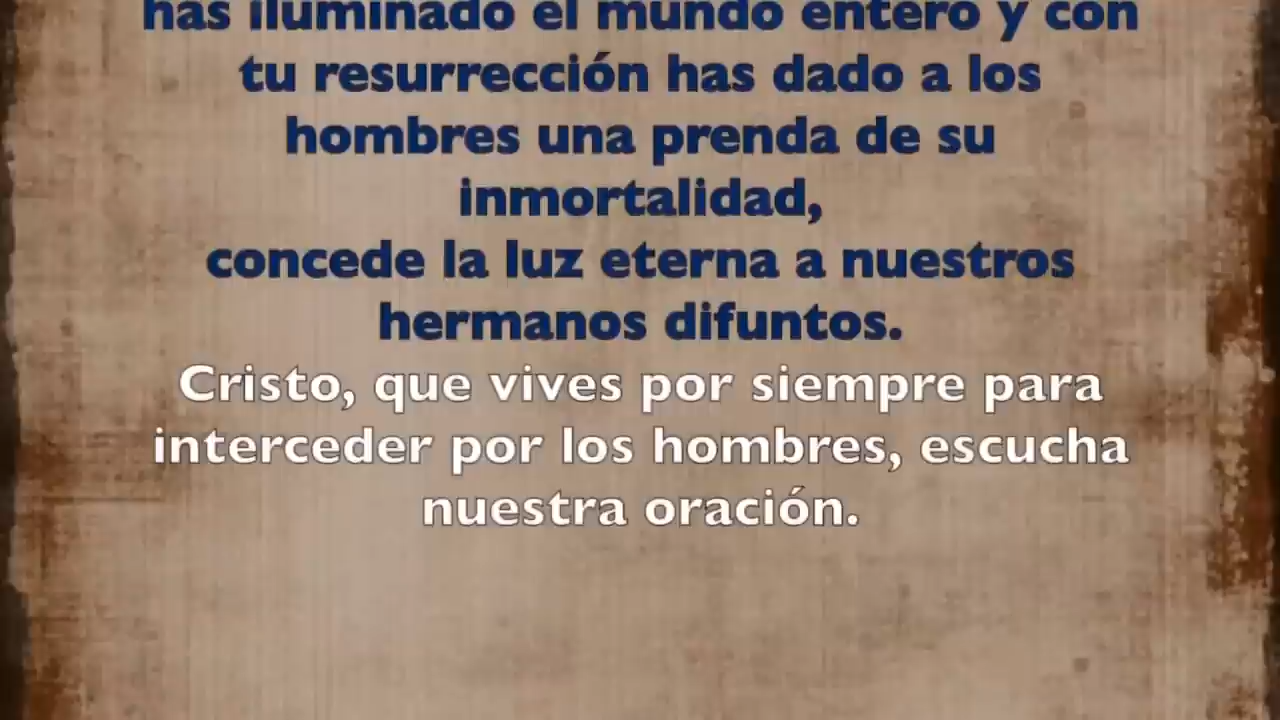 has iluminado el mundo entero y con
tu resurrección has dado a los
hombres una prenda de su
inmortalidad,
concede la luz eterna a nuestros
hermanos difuntos.
Cristo, que vives por siempre para
interceder por los hombres, escucha
nuestra oración.